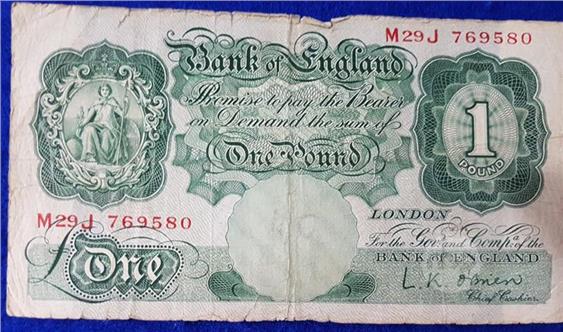 M29J 769580
Bank of England
Promise to pay the Bearer
on Demand the sum of
One Pound
1
POUND
M29J 769580
LONDON
For the Govr. and Compa. of the
BANK OF ENGLAND
£ One
L.K. O'Brien
Chief Cashier.